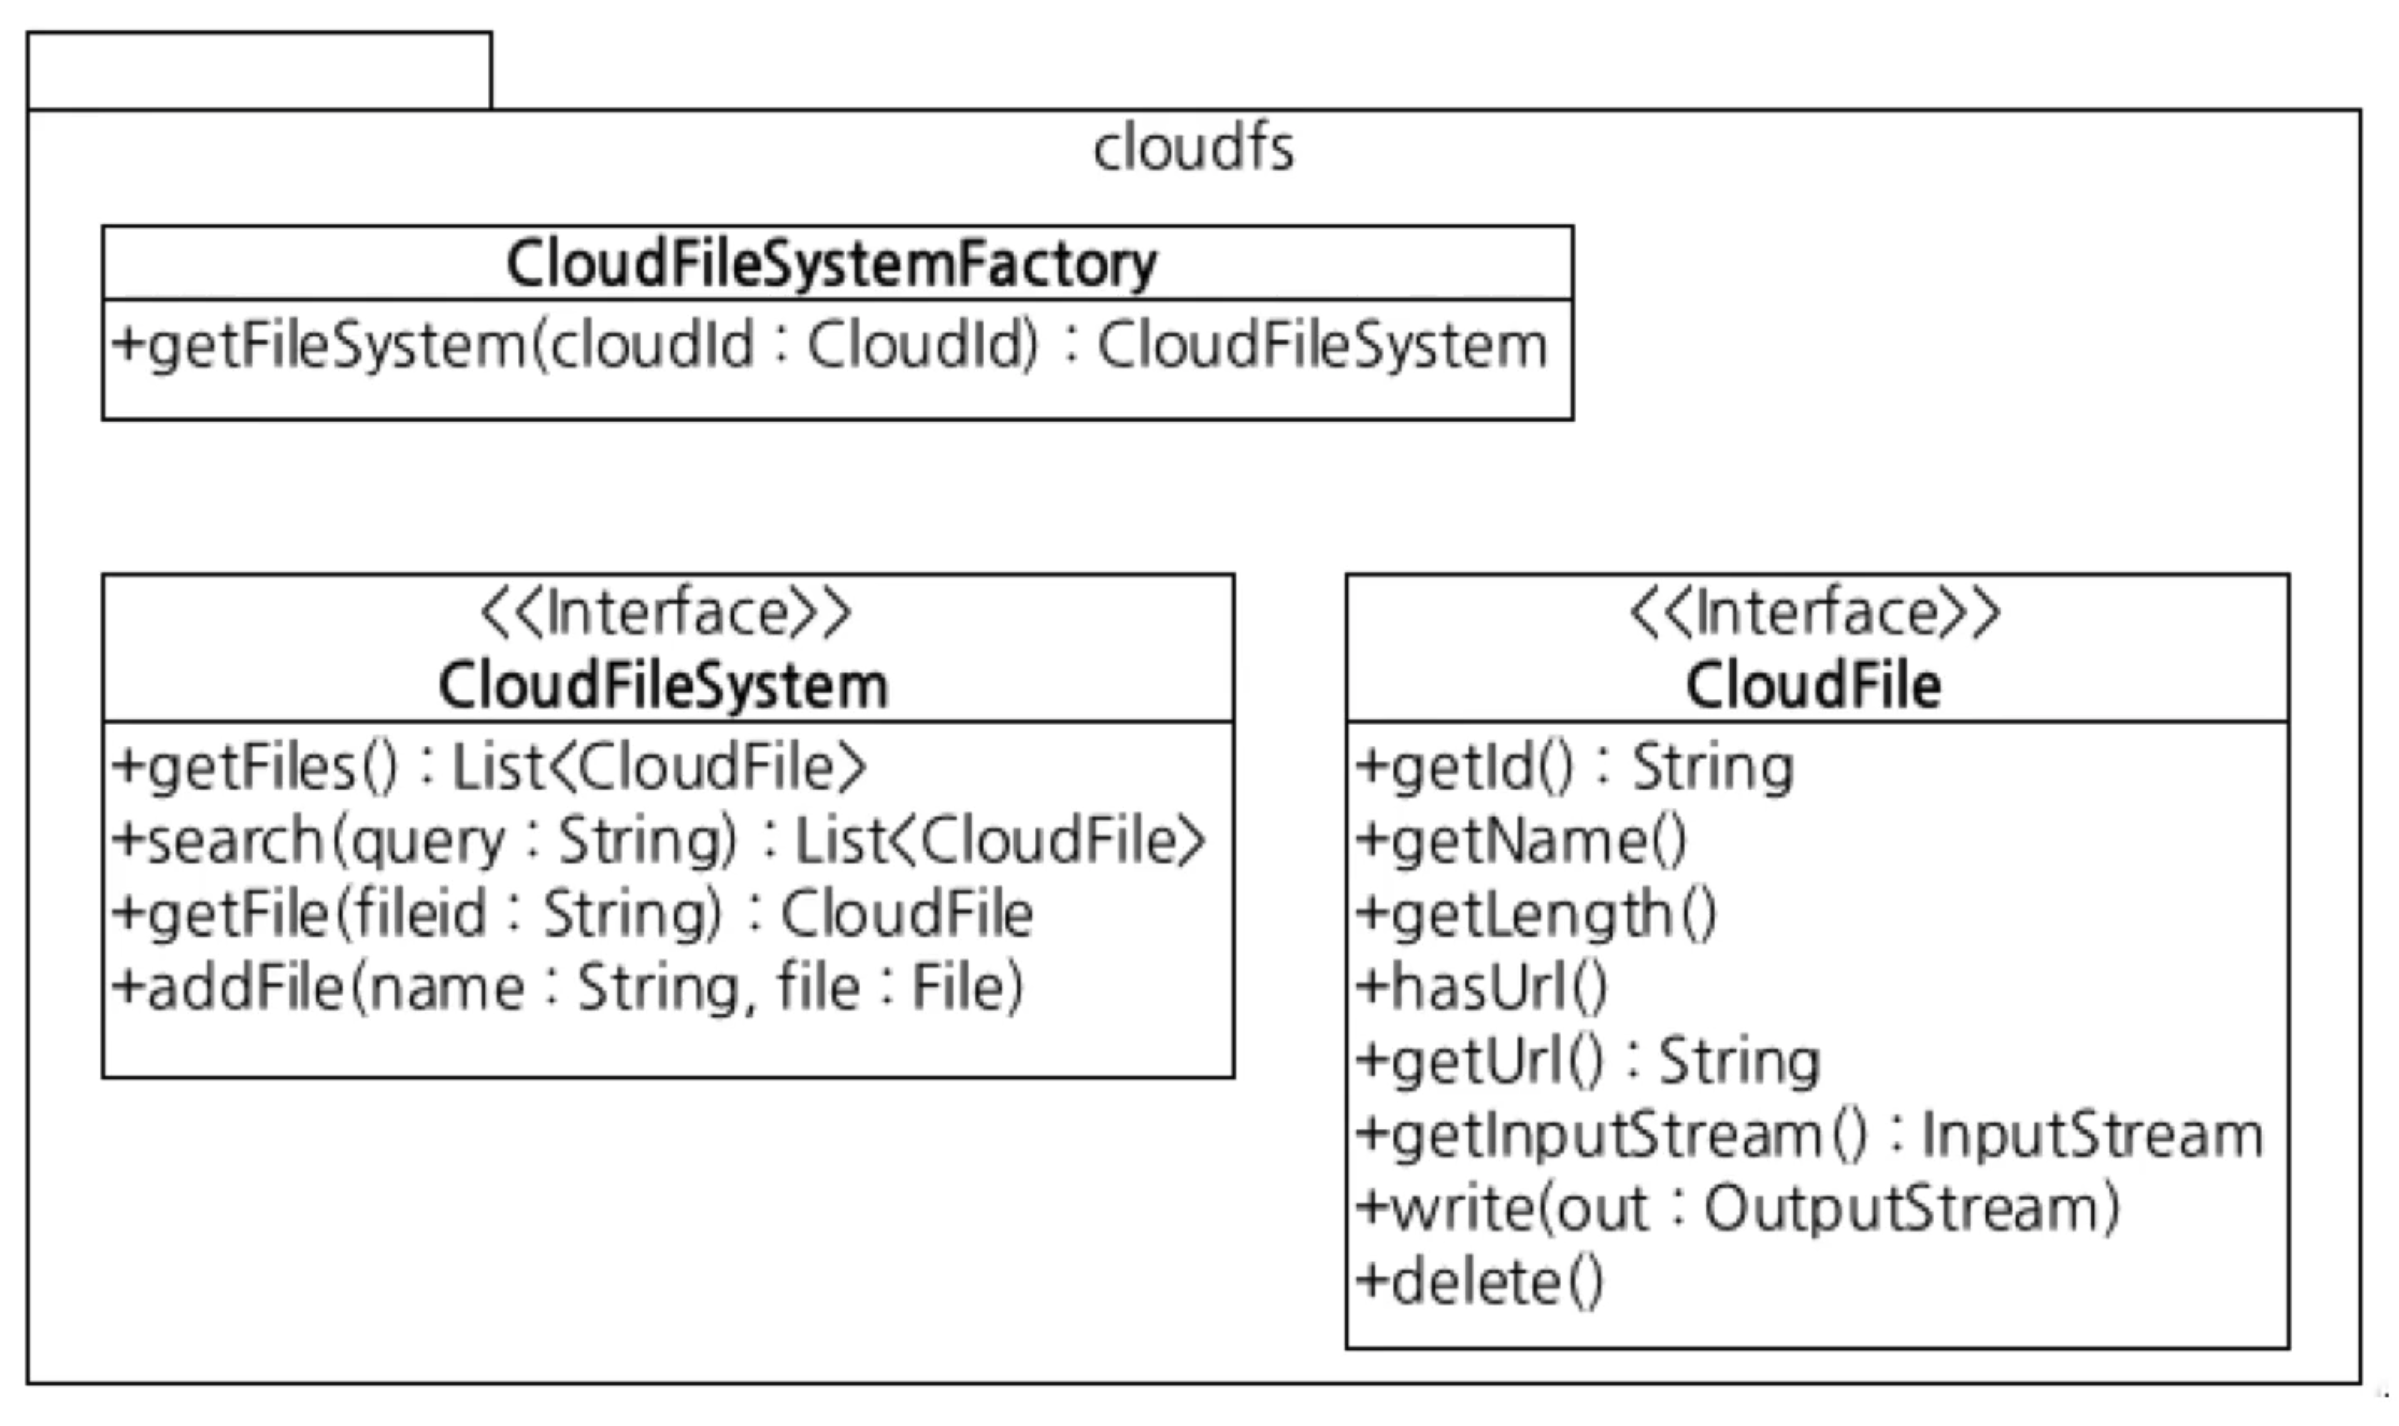 cloudfs
CloudFileSystemFactory
+getFileSystem(cloudId : CloudId) : CloudFileSystem
<<Interface>>
CloudFileSystem
+getFiles() : List<CloudFile>
+search(query : String) : List<CloudFile>
+getFile(fileid : String) : CloudFile
+addFile(name : String, file : File)
<<Interface>>
CloudFile
+getId() : String
+getName()
+getLength()
+hasUrl()
+getUrl() : String
+getInputStream() : InputStream
+write(out : OutputStream)
+delete()